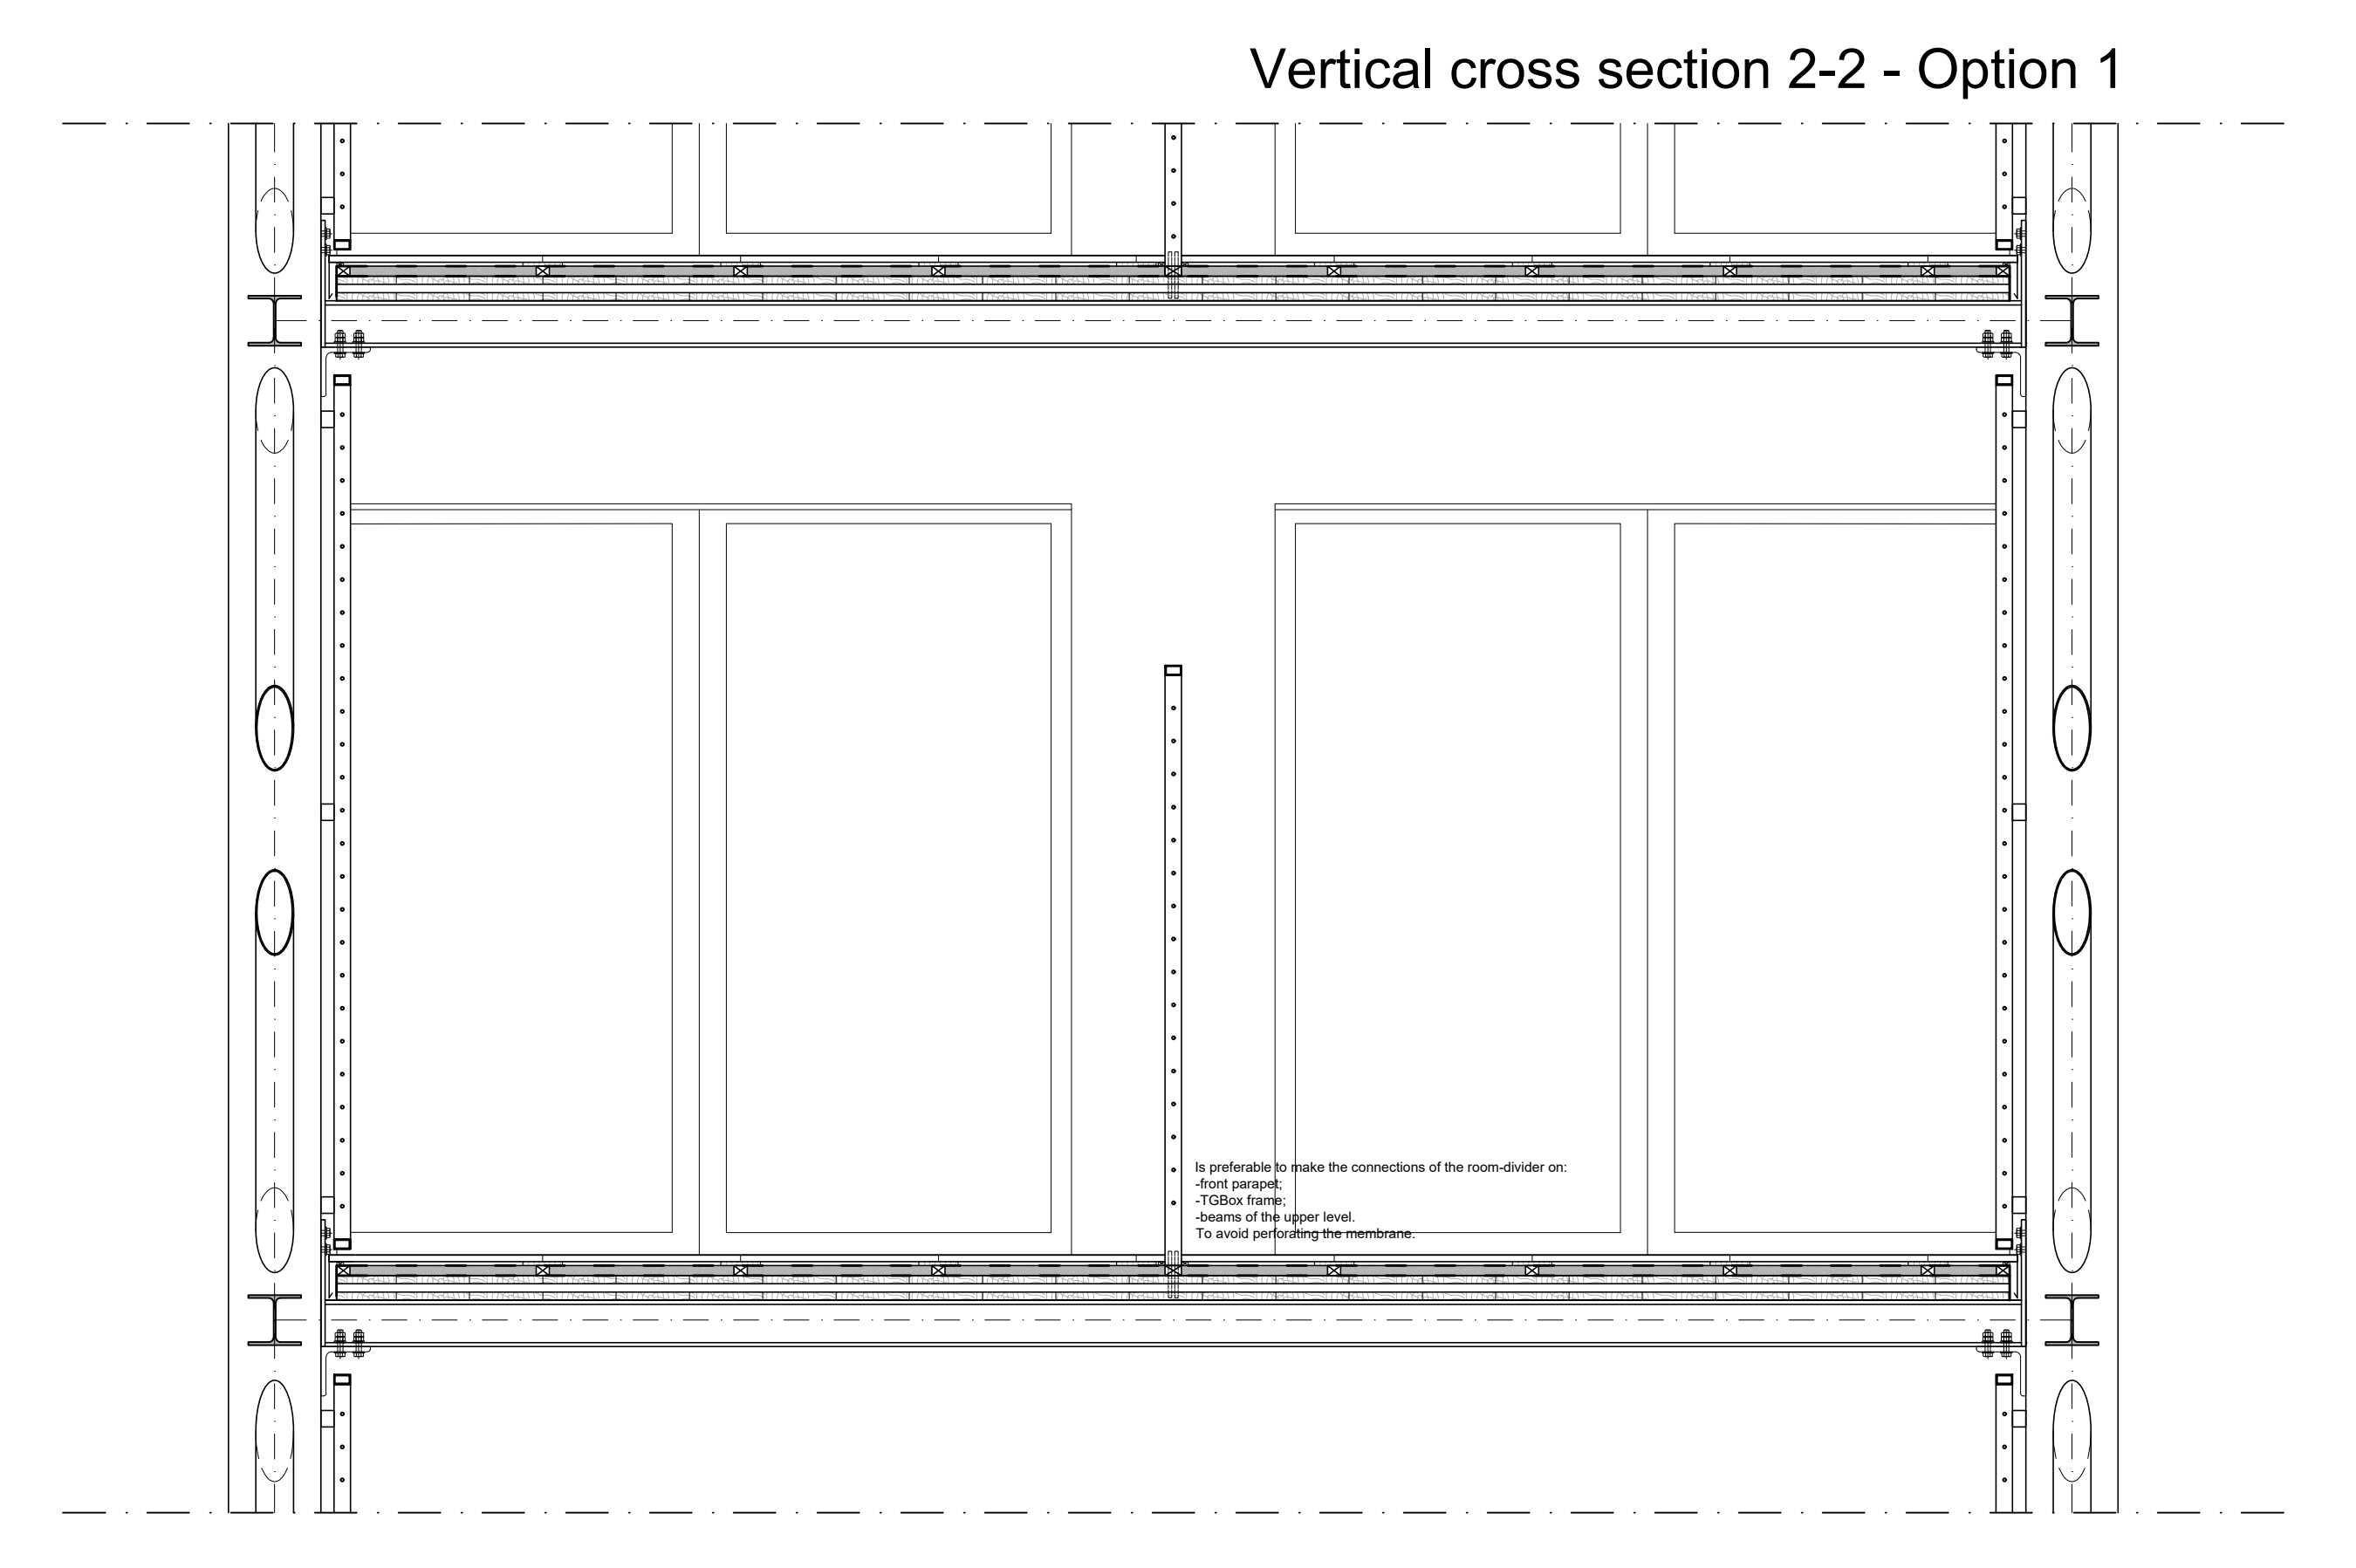 Vertical cross section 2-2 - Option 1
Is preferable to make the connections of the room-divider on:
-front parapet;
-TGBox frame;
-beams of the upper level.
To avoid perforating the membrane.